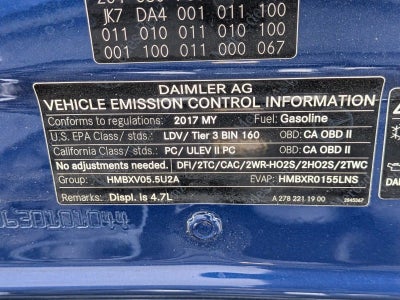 JK7 DA4 001 011 100
011 010 011 011 010
001 100 011 000 067
DAIMLER AG
VEHICLE EMISSION CONTROL INFORMATION
Conforms to regulations: 2017 MY Fuel: Gasoline
U.S. EPA Class/ stds.: LDV/ Tier 3 BIN 160 OBD: CA OBD II
California Class/ stds.: PC/ ULEV II PC OBD: CA OBD II
No adjustments needed/ DFI/2TC/CAC/2WR-HO2S/2HO2S/2TWC
Group: HMBXV05.5U2A EVAP: HMBXR0155LNS
Remarks: Displ. is 4.7L A 278 221 19 00